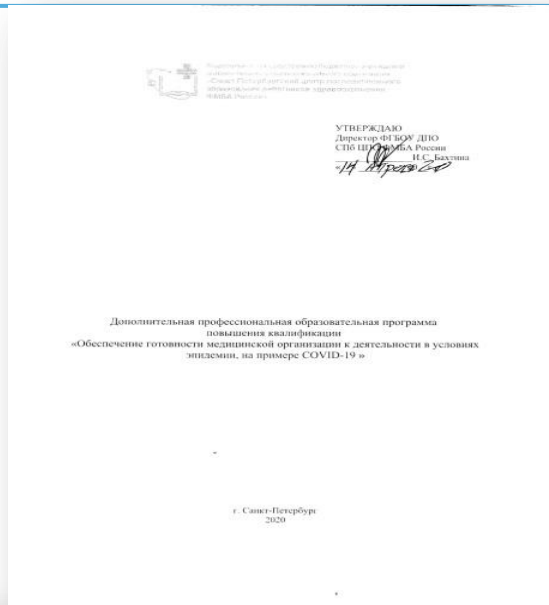 УТВЕРЖДАЮ
Директор ФГБОУ ДПО
СПб ЦПО ФМБА России
И.С. Бахтина
«14
Дополнительная профессиональная образовательная программа
повышения квалификации
«Обеспечение готовности медицинской организации к деятельности в условиях
эпидемии, на примере COVID-19 »
г. Санкт-Петербург
2020